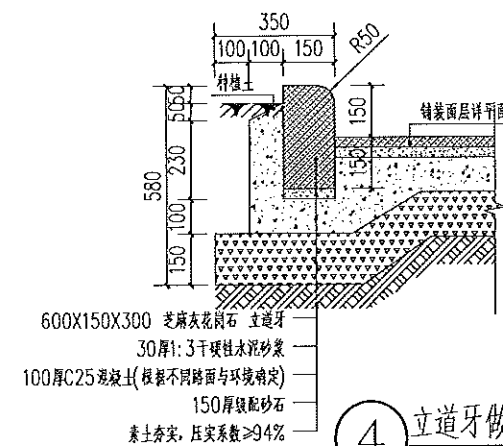 350
100 100 150
R50
种植土
铺装面层详平面
50
50
230
100
150
580
150
150
600X150X300 芝麻灰花岗石 立道牙
30厚1:3干硬性水泥砂浆
100厚C25混凝土(根据不同路面与环境确定)
150厚级配砂石
素土夯实，压实系数≥94%
4
立道牙做